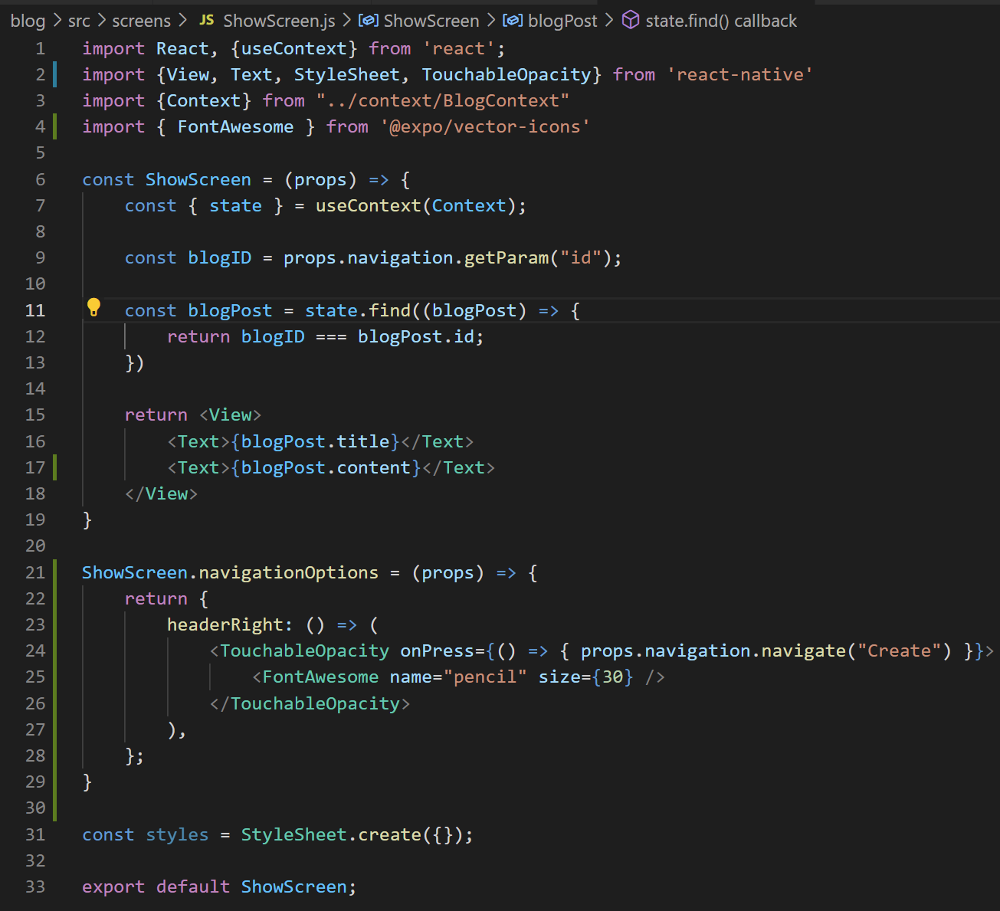 blog > src > screens > JS ShowScreen.js > ShowScreen > blogPost > state.find() callback
1 import React, {useContext} from 'react';
2 import {View, Text, StyleSheet, TouchableOpacity} from 'react-native'
3 import {Context} from "../context/BlogContext"
4 import { FontAwesome } from '@expo/vector-icons'
5
6 const ShowScreen = (props) => {
7     const { state } = useContext(Context);
8
9     const blogID = props.navigation.getParam("id");
10
11     const blogPost = state.find((blogPost) => {
12         return blogID === blogPost.id;
13     })
14
15     return <View>
16         <Text>{blogPost.title}</Text>
17         <Text>{blogPost.content}</Text>
18     </View>
19 }
20
21 ShowScreen.navigationOptions = (props) => {
22     return {
23         headerRight: () => (
24             <TouchableOpacity onPress={() => { props.navigation.navigate("Create") }}>
25                 <FontAwesome name="pencil" size={30} />
26             </TouchableOpacity>
27         ),
28     };
29 }
30
31 const styles = StyleSheet.create({});
32
33 export default ShowScreen;